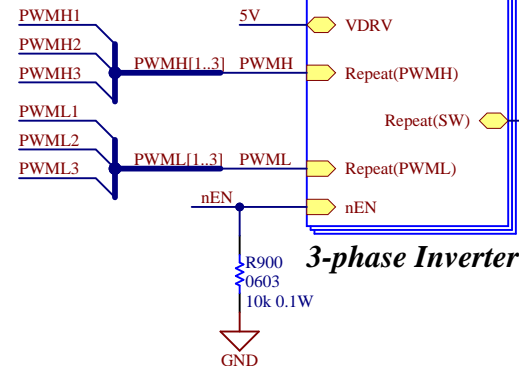 PWMH1
PWMH2
PWMH3
PWMH[1..3]
PWMH
5V
VDRV
Repeat(PWMH)
Repeat(SW)
PWML1
PWML2
PWML3
PWML[1..3]
PWML
Repeat(PWML)
nEN
nEN
3-phase Inverter
R900
0603
10k 0.1W
GND